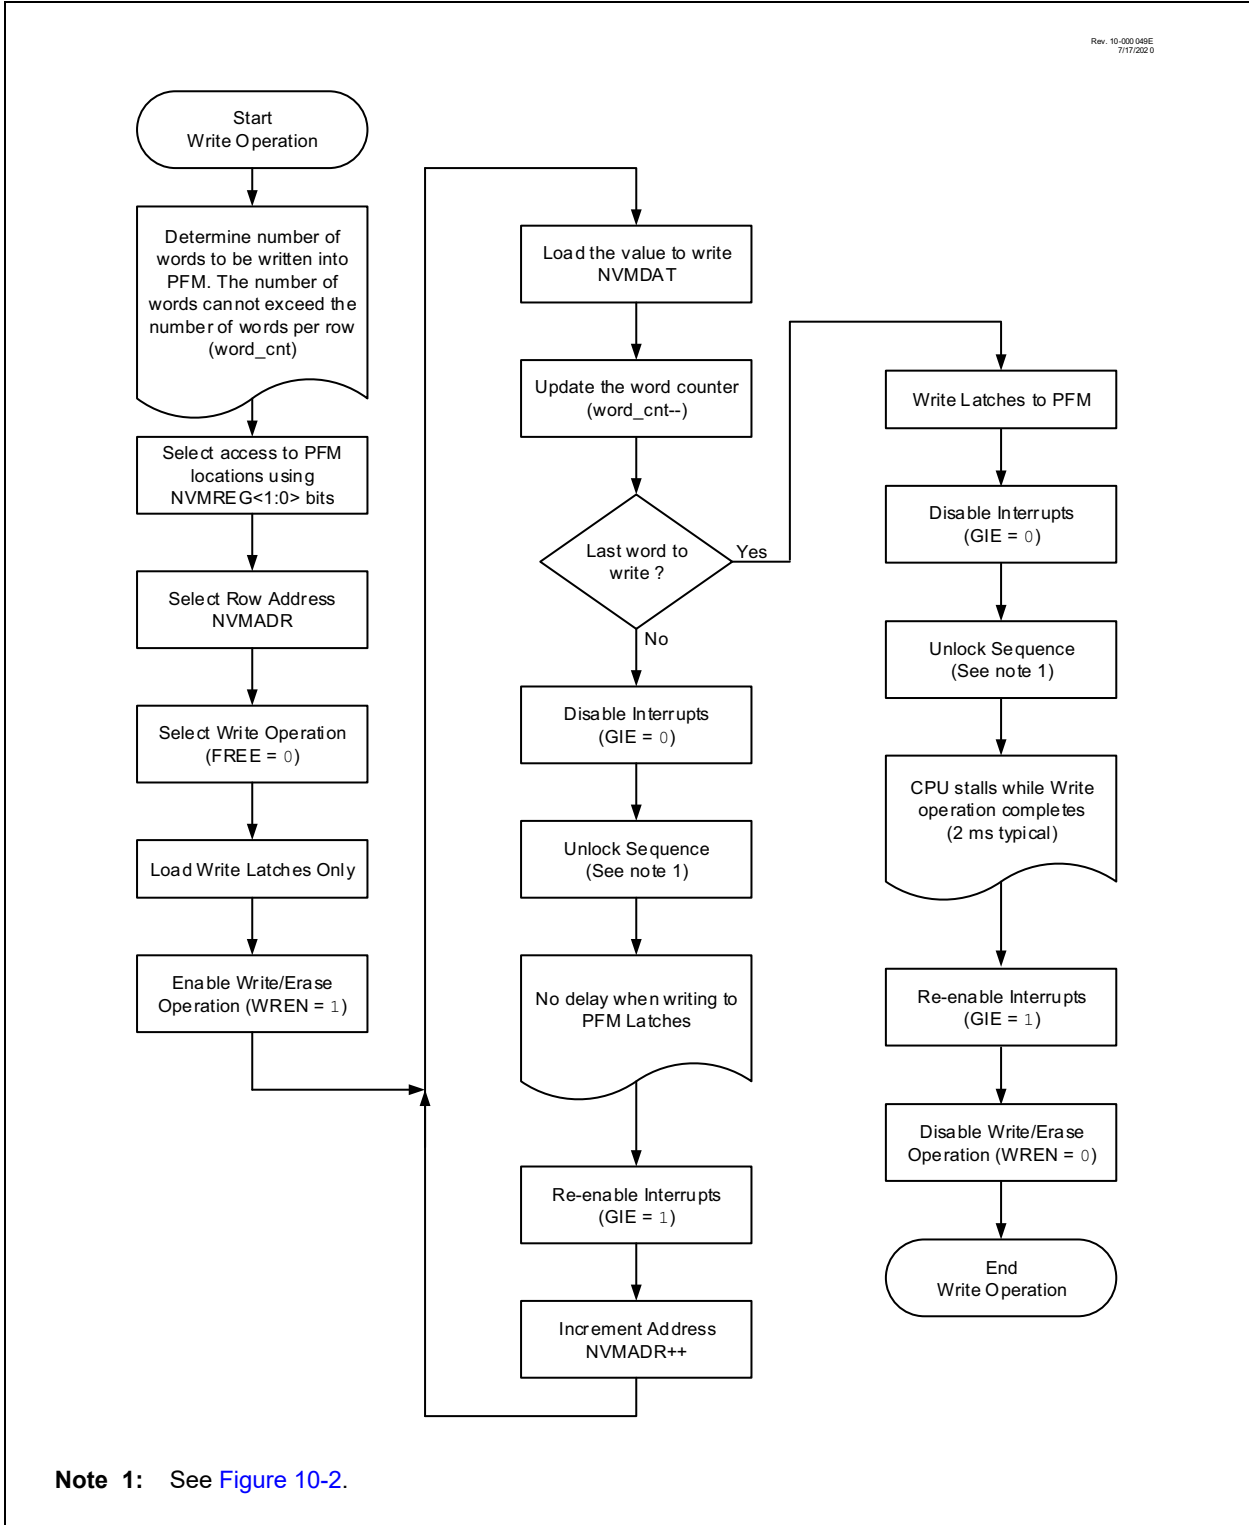 Rev. 10-000 049E
7/17/2020
Start
Write Operation
Determine number of
words to be written into
PFM. The number of
words cannot exceed the
number of words per row
(word_cnt)
Select access to PFM
locations using
NVMREG<1:0> bits
Select Row Address
NVMADR
Select Write Operation
(FREE = 0)
Load Write Latches Only
Enable Write/Erase
Operation (WREN = 1)
Load the value to write
NVMDAT
Update the word counter
(word_cnt--)
Last word to
write ?
Yes
No
Disable Interrupts
(GIE = 0)
Unlock Sequence
(See note 1)
No delay when writing to
PFM Latches
Re-enable Interrupts
(GIE = 1)
Increment Address
NVMADR++
Write Latches to PFM
Disable Interrupts
(GIE = 0)
Unlock Sequence
(See note 1)
CPU stalls while Write
operation completes
(2 ms typical)
Re-enable Interrupts
(GIE = 1)
Disable Write/Erase
Operation (WREN = 0)
End
Write Operation
Note 1: See Figure 10-2.